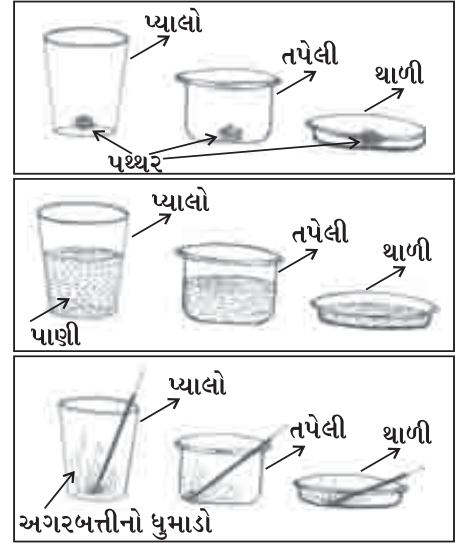 પ્યાલો
તપેલી
થાળી
પથ્થર
પ્યાલો
તપેલી
થાળી
પાણી
પ્યાલો
તપેલી
થાળી
અગરબત્તીનો ધુમાડો